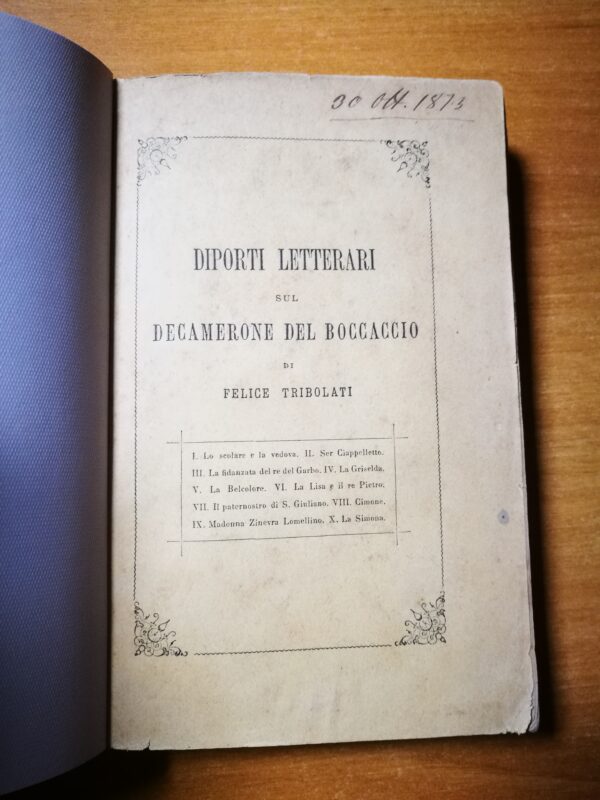 30 Ott. 1873
DIPORTI LETTERARI
SUL
DECAMERONE DEL BOCCACCIO
DI
FELICE TRIBOLATI
I. Lo scolare e la vedova. II. Ser Ciappelletto.
III. La fidanzata del re del Garbo. IV. La Griselda.
V. La Belcolore. VI. La Lisa e il re Pietro.
VII. Il paternostro di S. Giuliano. VIII. Cimone.
IX. Madonna Zinevra Lomellino. X. La Simona.